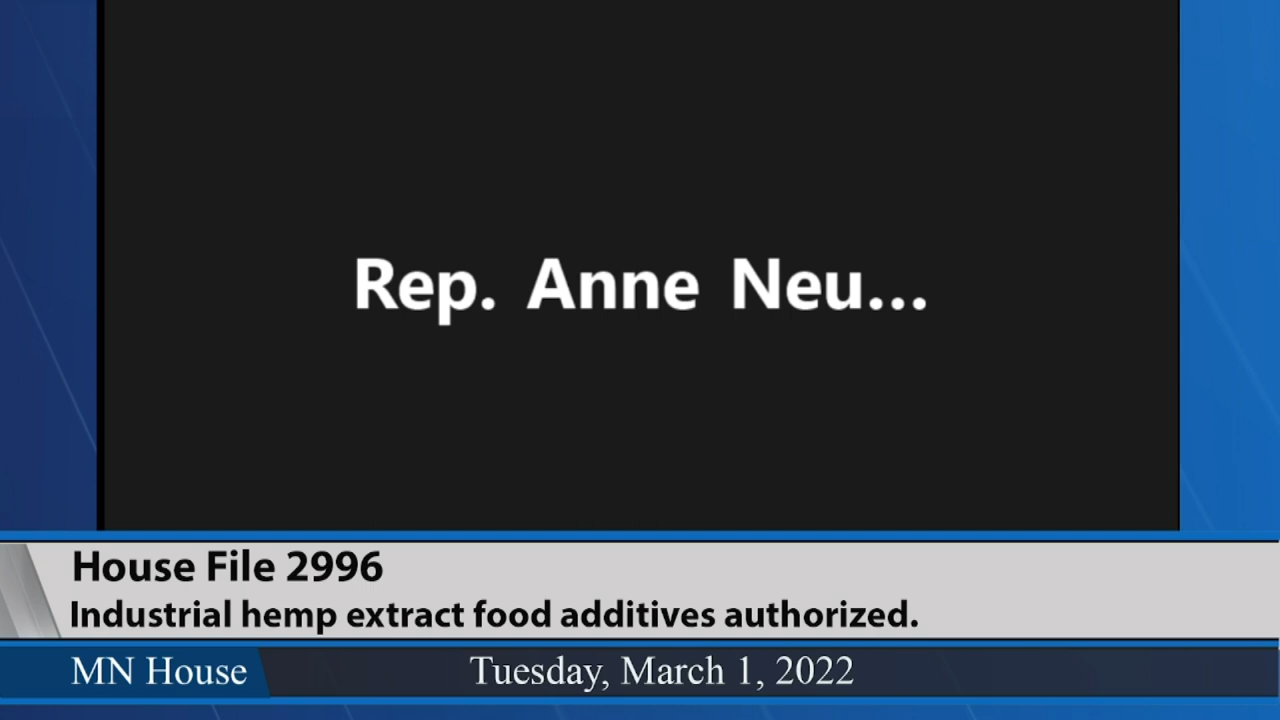 Rep. Anne Neu...
House File 2996
Industrial hemp extract food additives authorized.
MN House
Tuesday, March 1, 2022